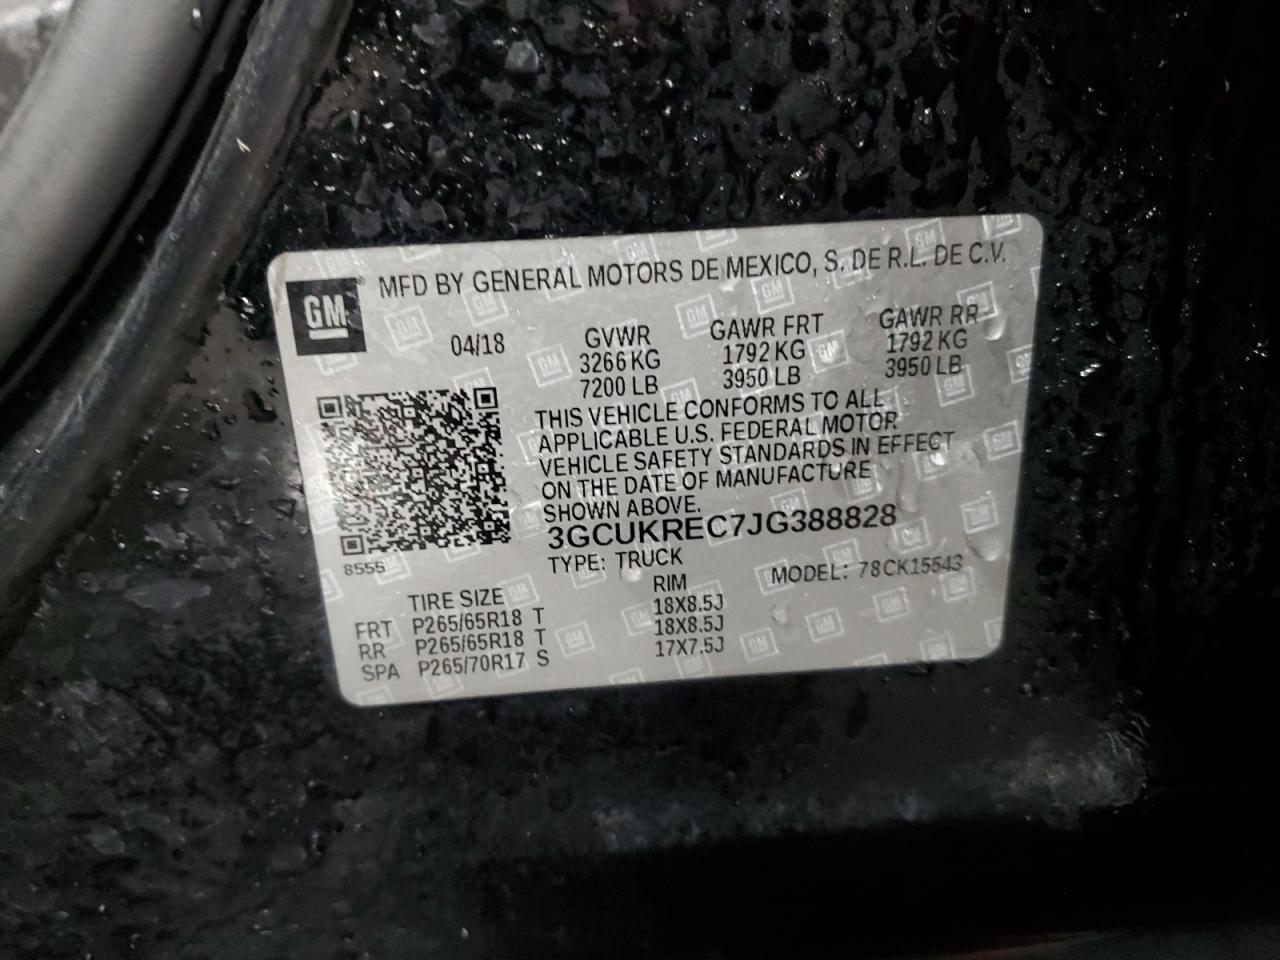 GM
MFD BY GENERAL MOTORS DE MEXICO, S. DE R.L. DE C.V.
04/18 GVWR GAWR FRT GAWR RR
3266 KG 1792 KG 1792 KG
7200 LB 3950 LB 3950 LB
THIS VEHICLE CONFORMS TO ALL
APPLICABLE U.S. FEDERAL MOTOR
VEHICLE SAFETY STANDARDS IN EFFECT
ON THE DATE OF MANUFACTURE
SHOWN ABOVE.
3GCUKREC7JG388828
8555
TYPE: TRUCK MODEL: 78CK15543
TIRE SIZE RIM
FRT P265/65R18 T 18X8.5J
RR P265/65R18 T 18X8.5J
SPA P265/70R17 S 17X7.5J